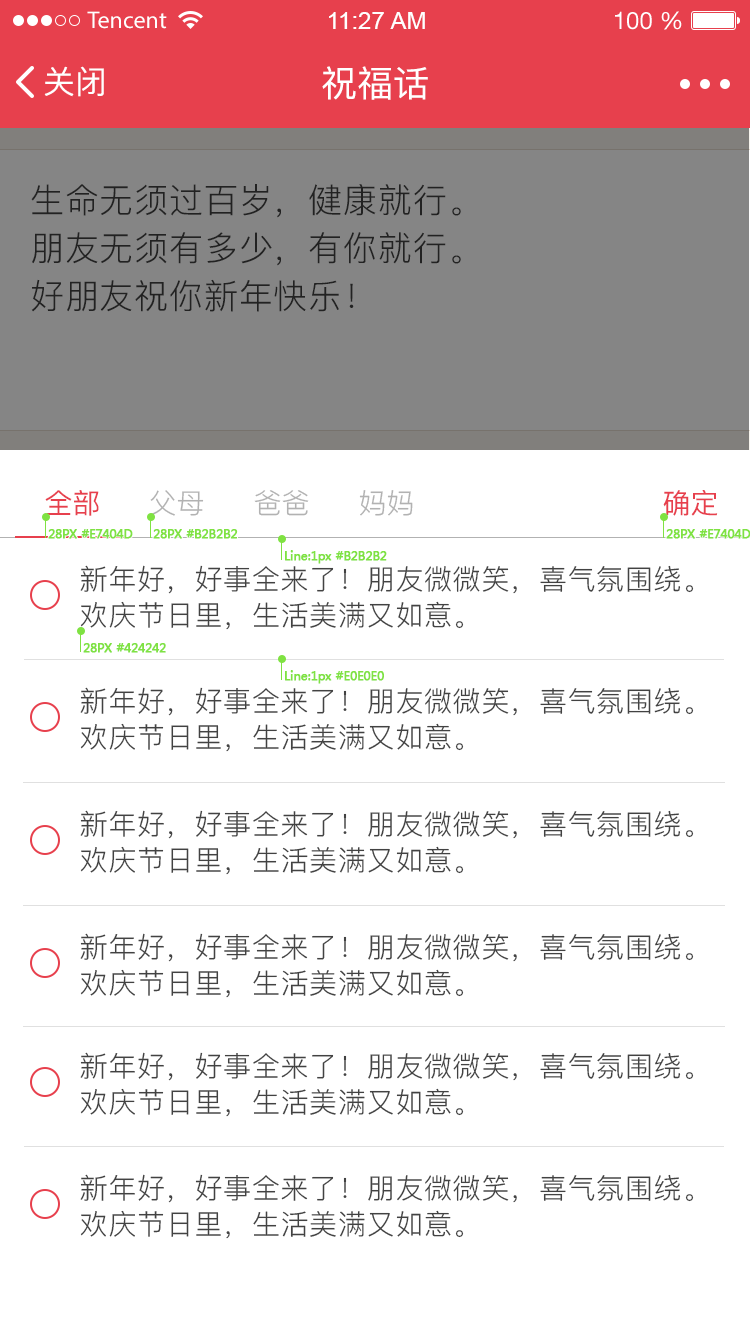 Tencent 11:27 AM 100 %
关闭 祝福话
生命无须过百岁，健康就行。
朋友无须有多少，有你就行。
好朋友祝你新年快乐！
全部 父母 爸爸 妈妈 确定
28PX #E7404D 28PX #B2B2B2 28PX #E7404D
Line:1px #B2B2B2
新年好，好事全来了！朋友微微笑，喜气氛围绕。
欢庆节日里，生活美满又如意。
28PX #424242
Line:1px #E0E0E0
新年好，好事全来了！朋友微微笑，喜气氛围绕。
欢庆节日里，生活美满又如意。
新年好，好事全来了！朋友微微笑，喜气氛围绕。
欢庆节日里，生活美满又如意。
新年好，好事全来了！朋友微微笑，喜气氛围绕。
欢庆节日里，生活美满又如意。
新年好，好事全来了！朋友微微笑，喜气氛围绕。
欢庆节日里，生活美满又如意。
新年好，好事全来了！朋友微微笑，喜气氛围绕。
欢庆节日里，生活美满又如意。